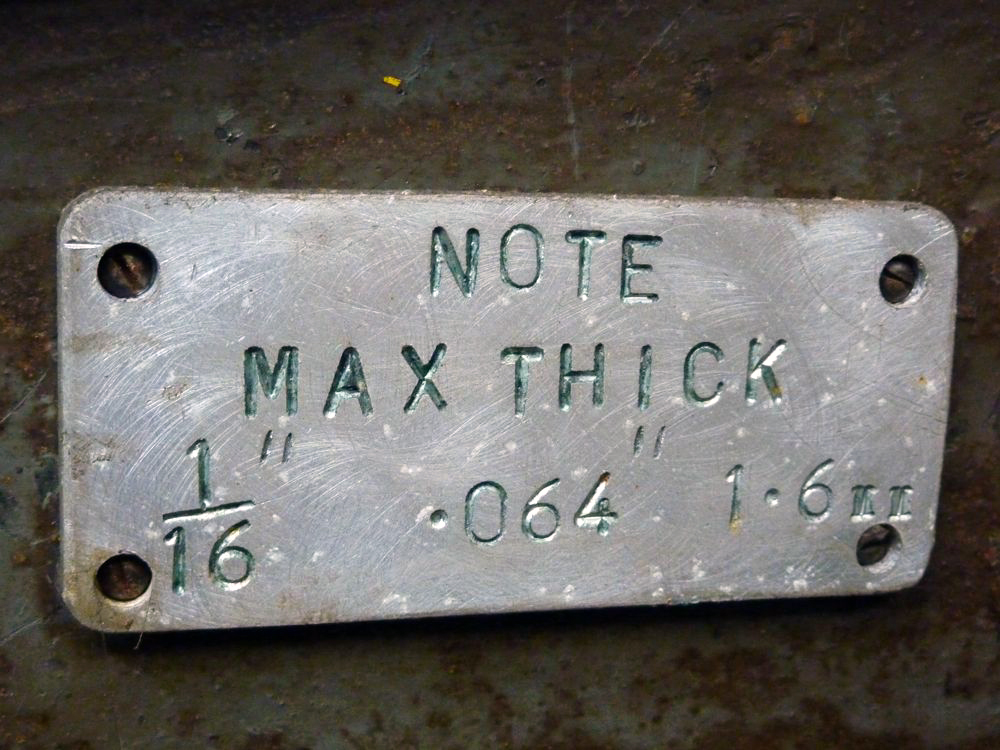 NOTE
MAX THICK
1/16" ·064" 1·6mm